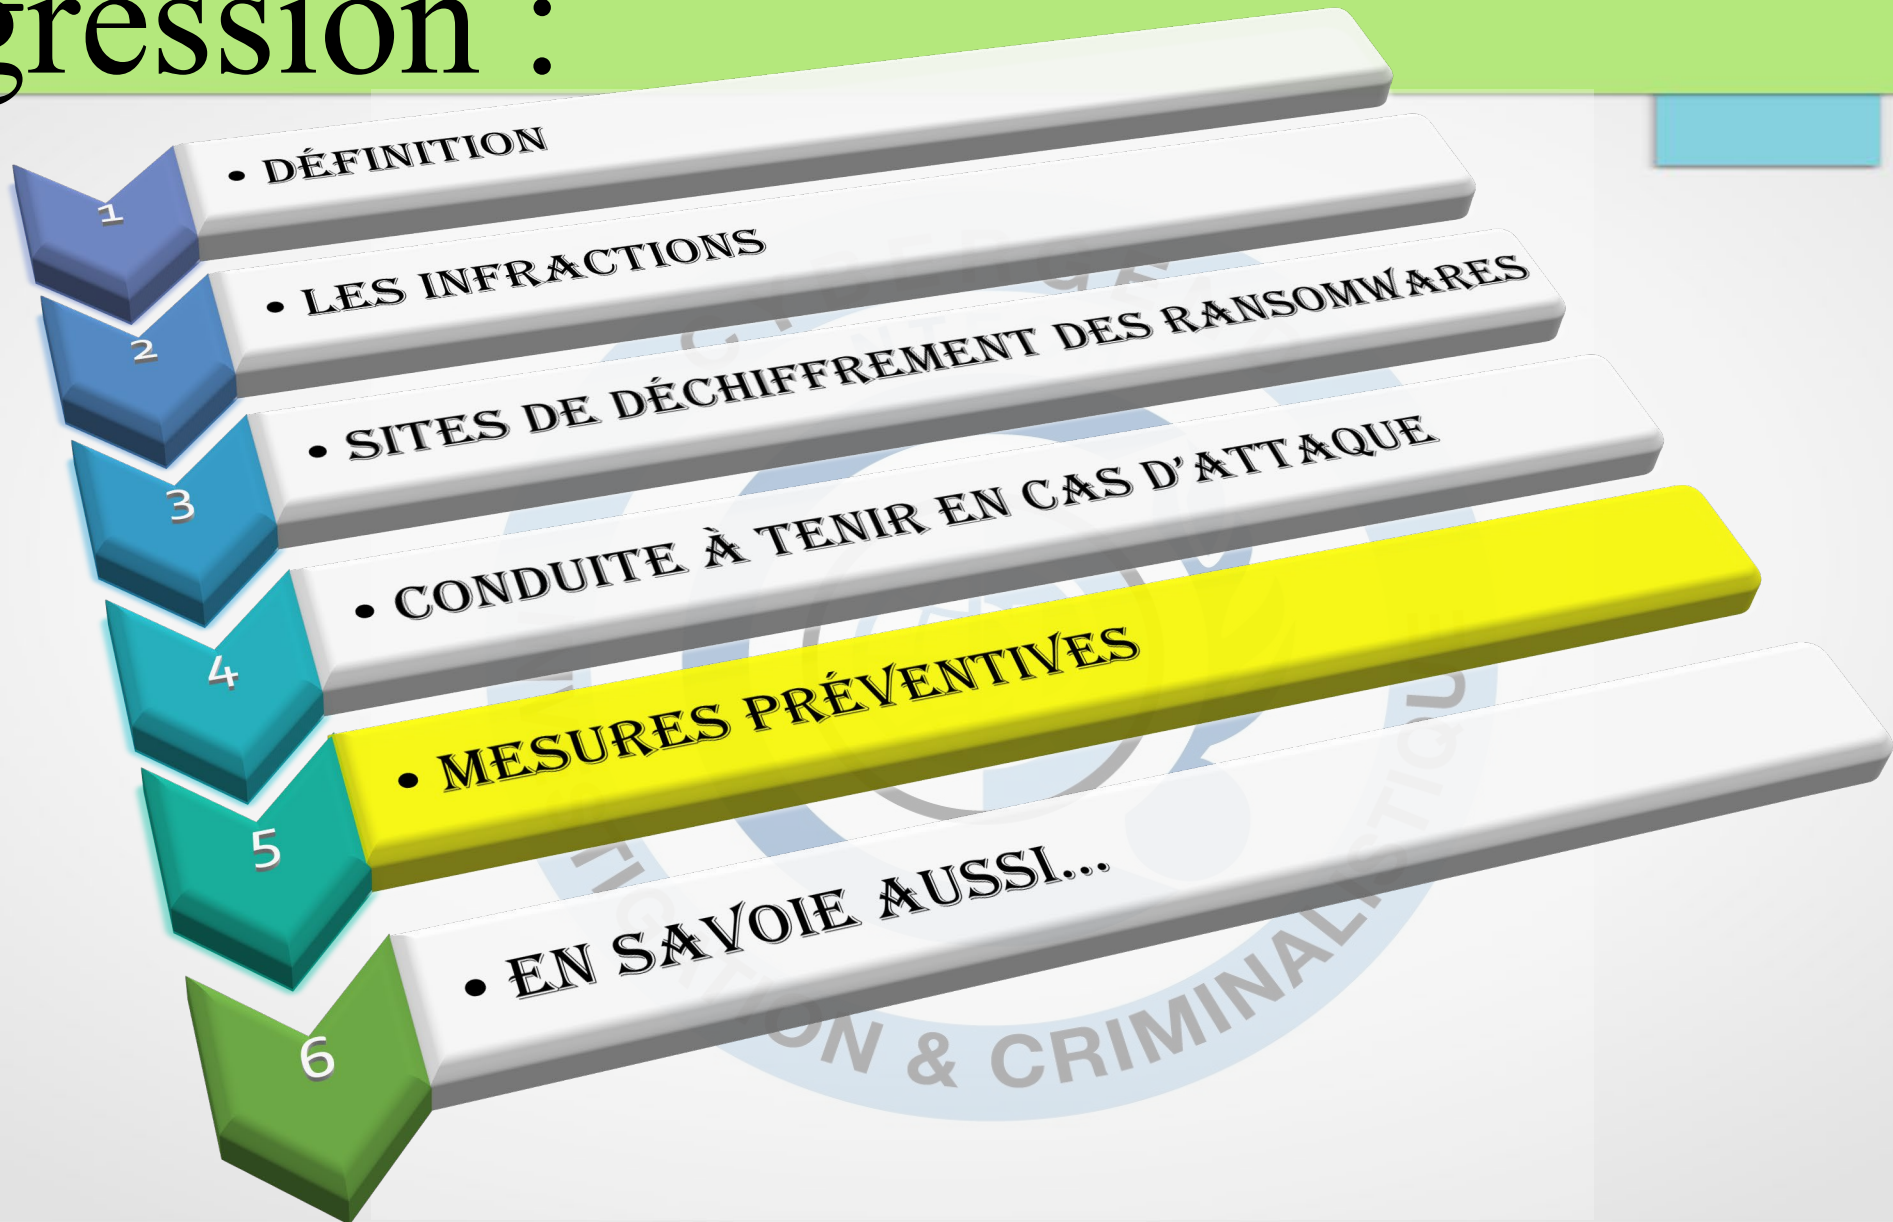 gression :
1
• DÉFINITION
2
• LES INFRACTIONS
3
• SITES DE DÉCHIFFREMENT DES RANSOMWARES
4
• CONDUITE À TENIR EN CAS D'ATTAQUE
5
• MESURES PRÉVENTIVES
6
• EN SAVOIE AUSSI...
& CRIMINALISTIQUE